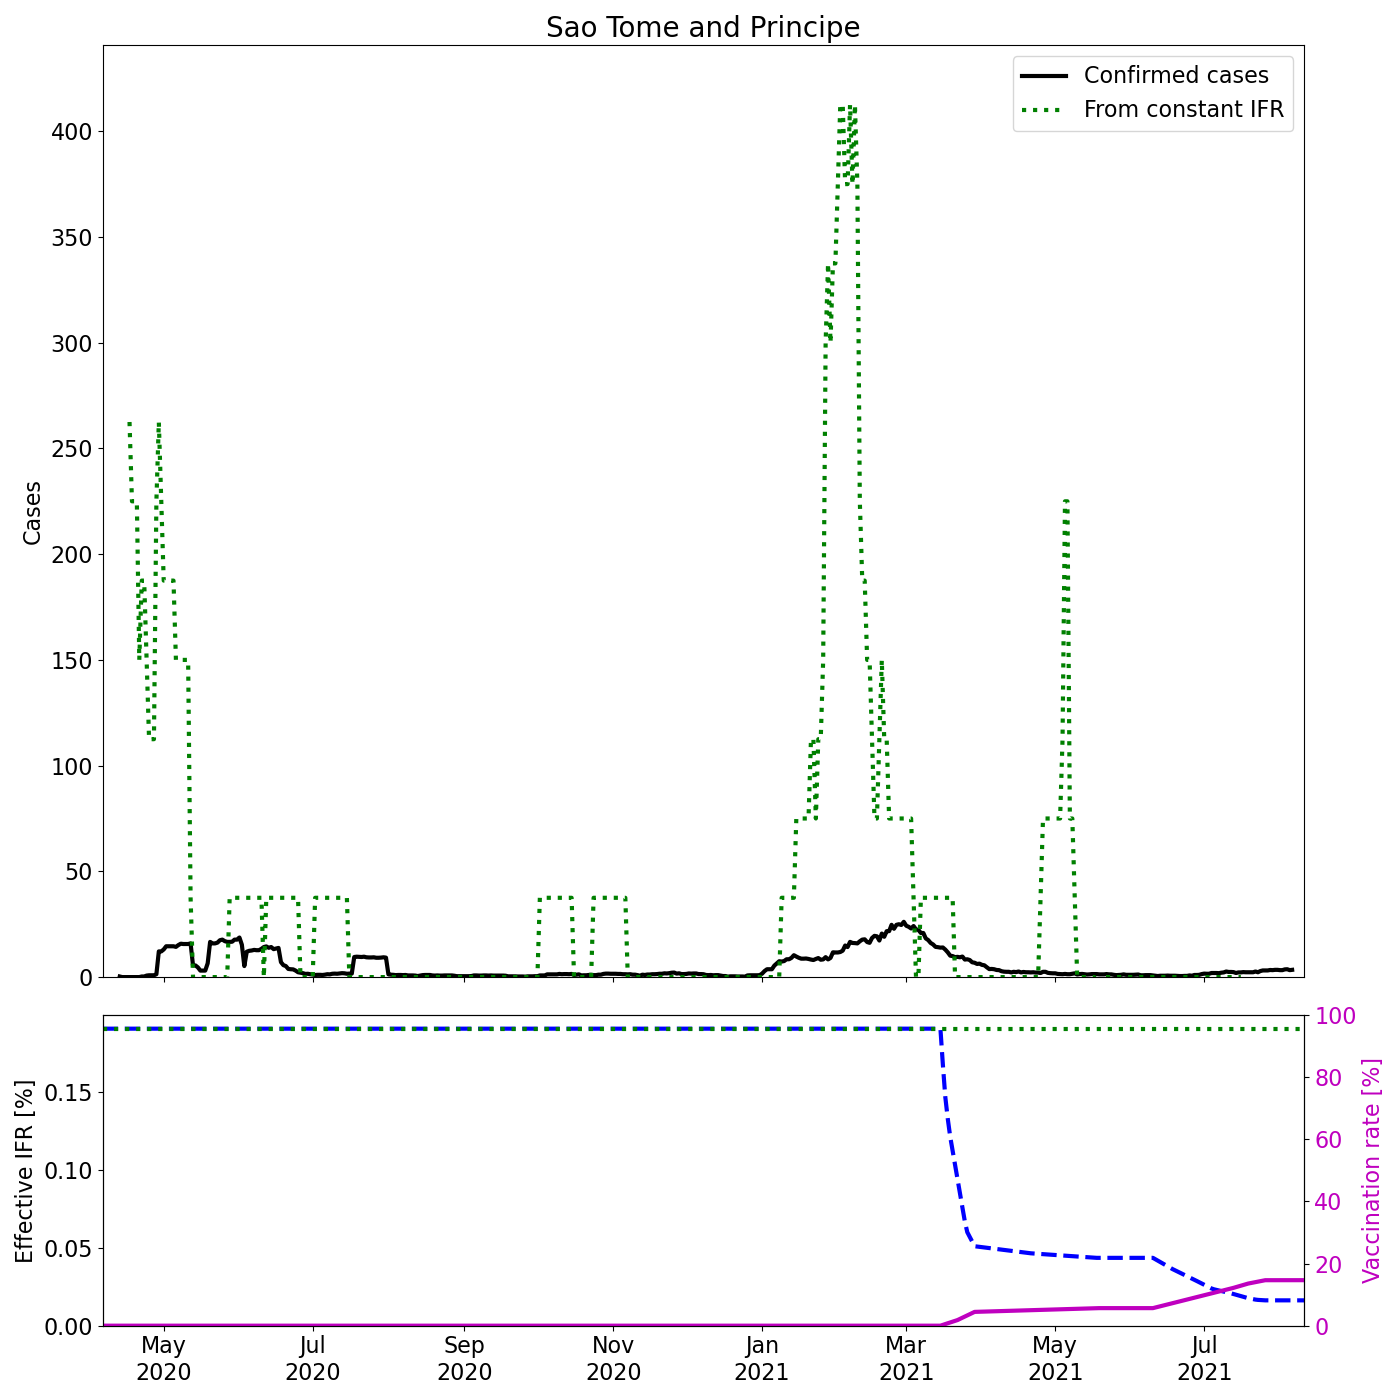 Sao Tome and Principe
Confirmed cases
From constant IFR
Cases
400
350
300
250
200
150
100
50
0
Effective IFR [%]
0.15
0.10
0.05
0.00
100
80
60
40
20
0
Vaccination rate [%]
May Jul Sep Nov Jan Mar May Jul
2020 2020 2020 2020 2021 2021 2021 2021